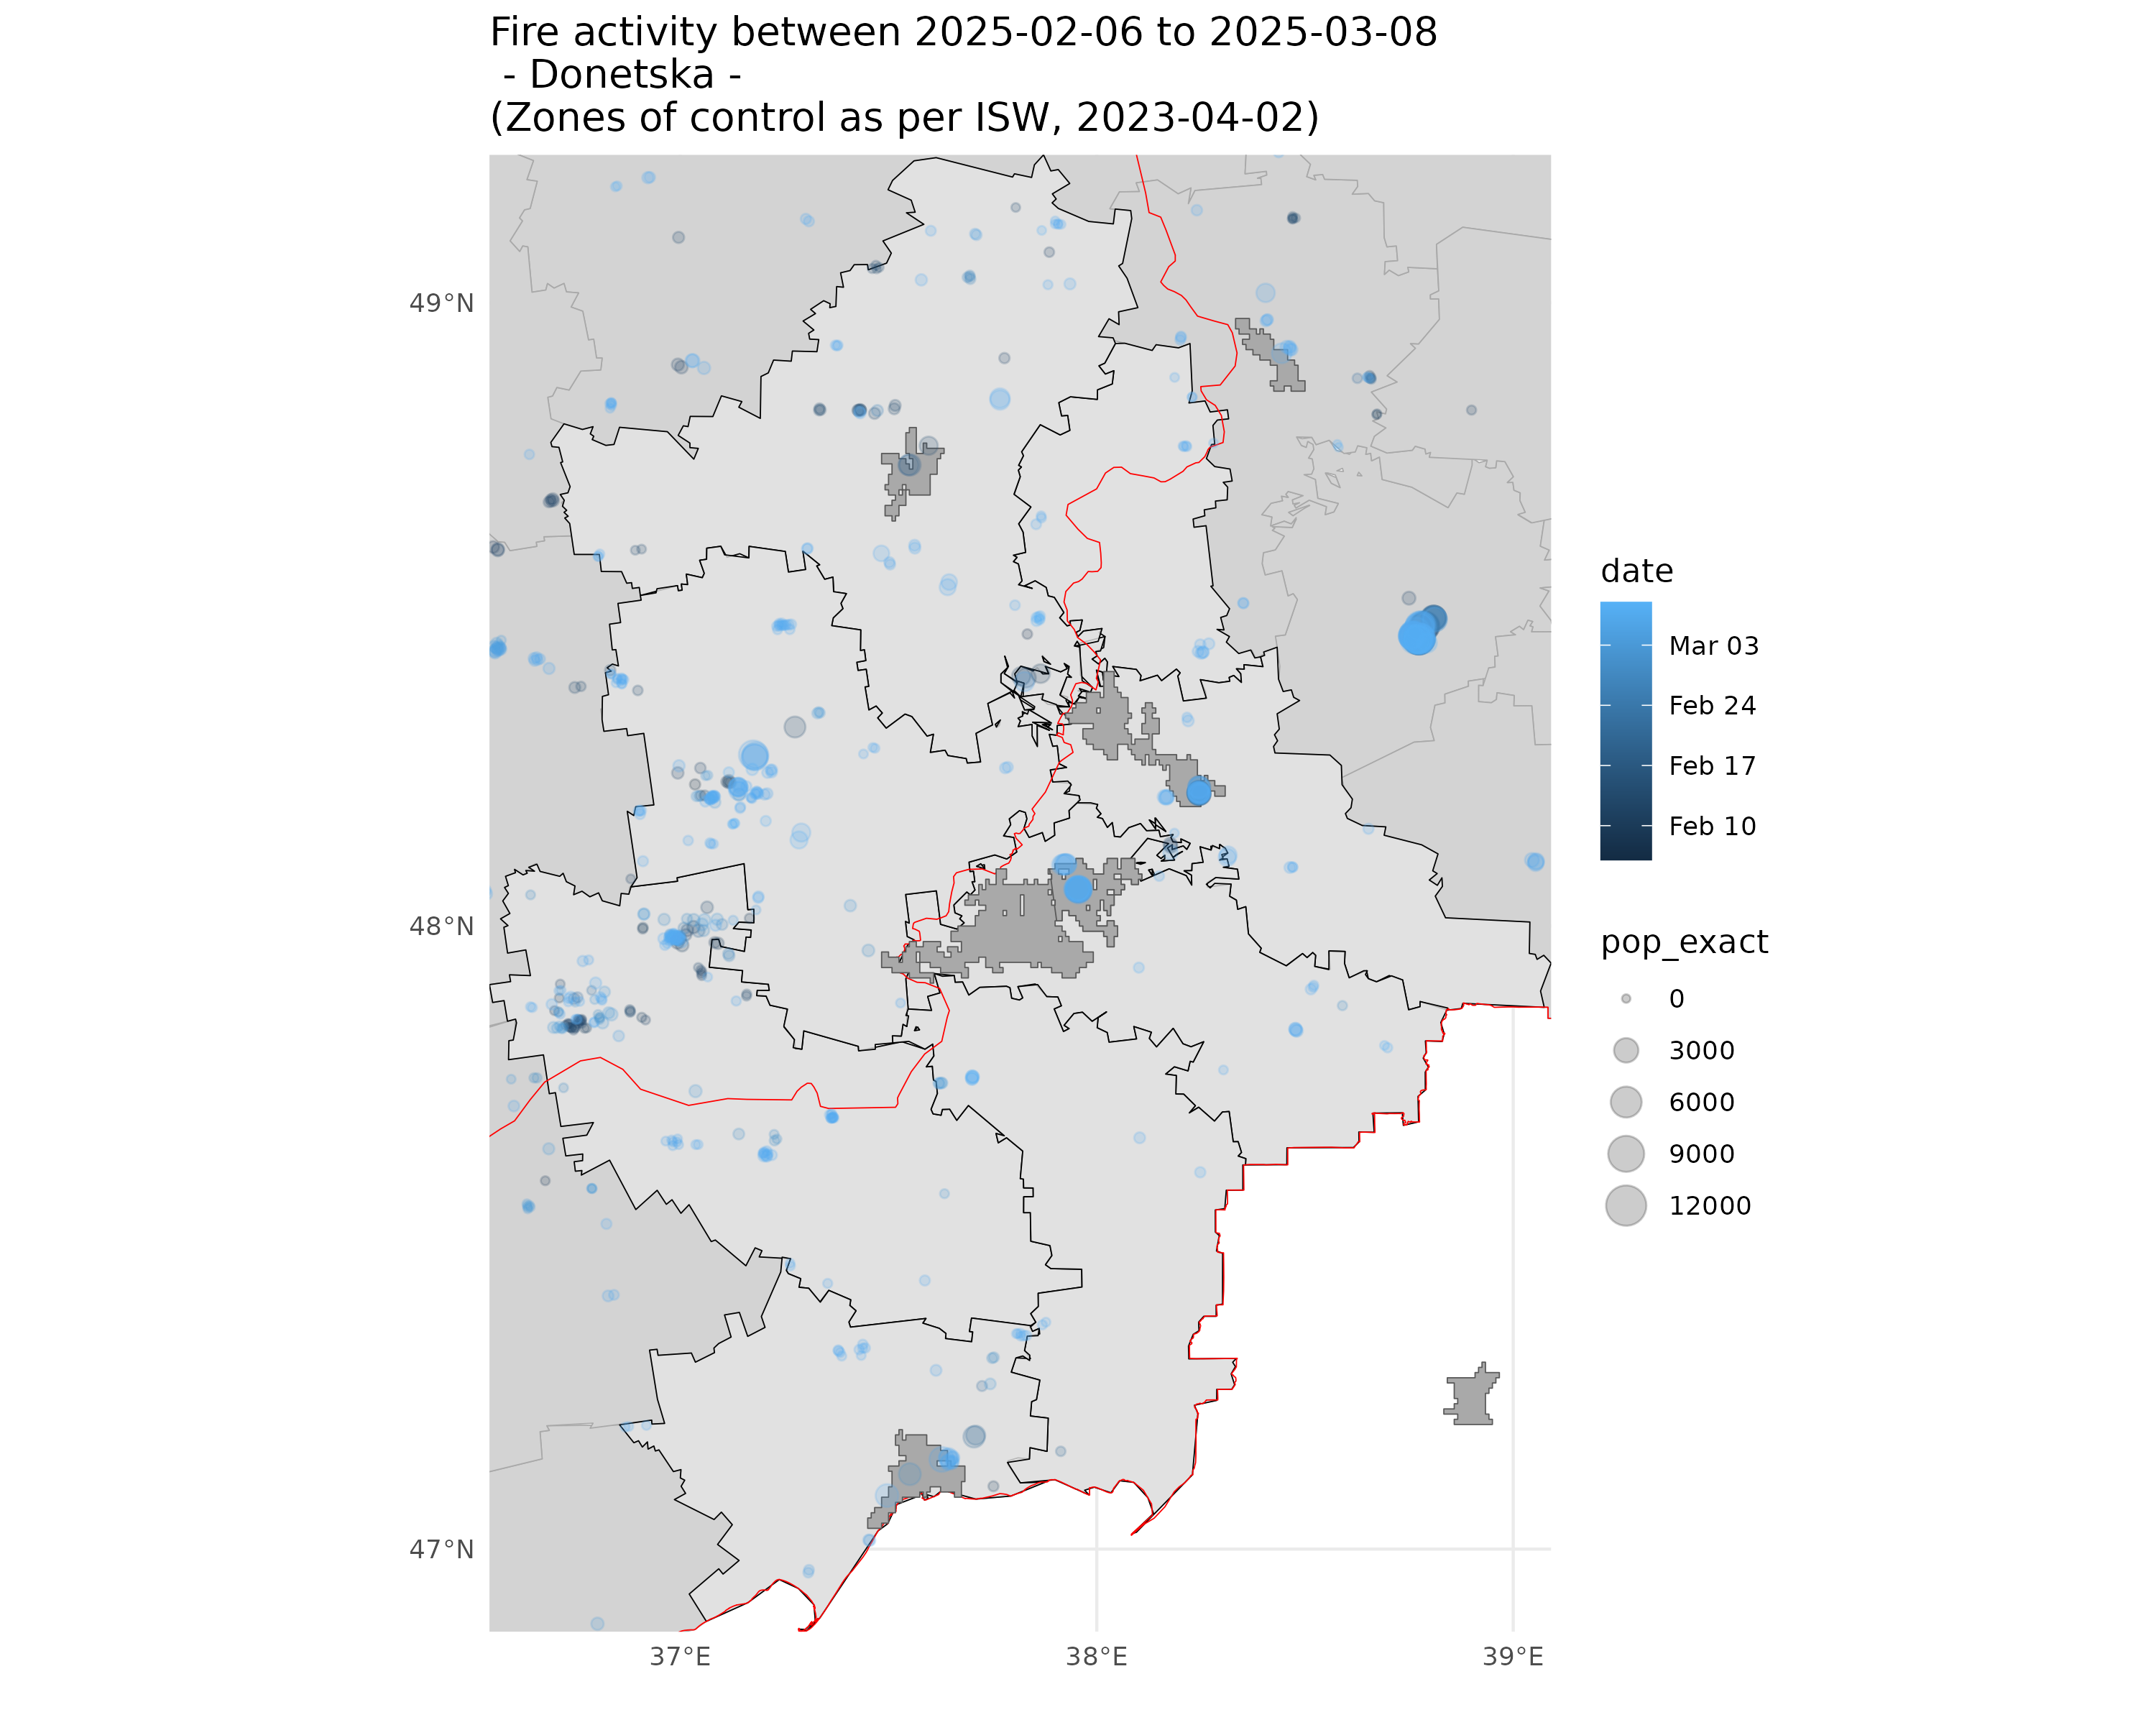 Fire activity between 2025-02-06 to 2025-03-08
- Donetska -
(Zones of control as per ISW, 2023-04-02)
49°N
48°N
47°N
37°E
38°E
39°E
date
Mar 03
Feb 24
Feb 17
Feb 10
pop_exact
0
3000
6000
9000
12000